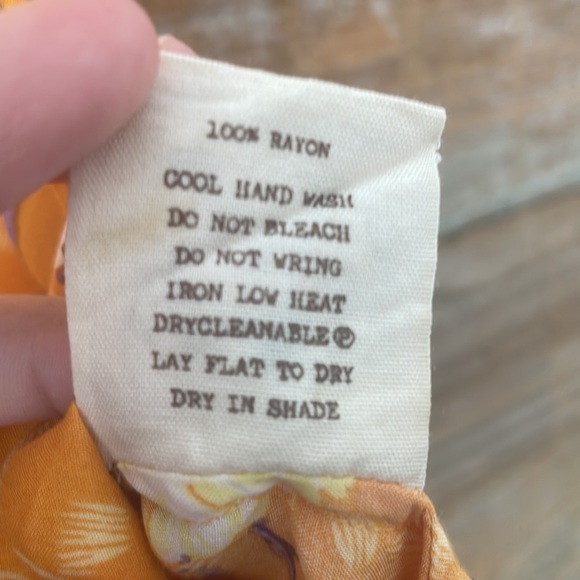 100% RAYON
COOL HAND WASH
DO NOT BLEACH
DO NOT WRING
IRON LOW HEAT
DRYCLEANABLE Ⓟ
LAY FLAT TO DRY
DRY IN SHADE